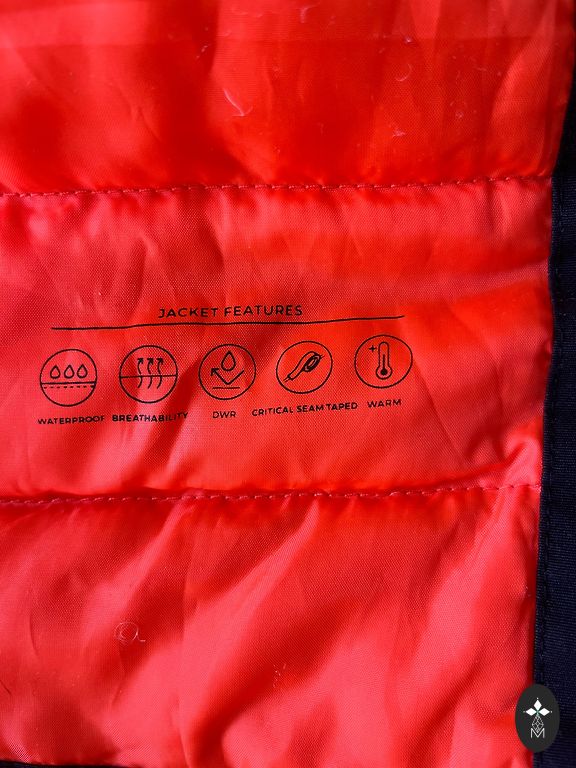 JACKET FEATURES
WATERPROOF BREATHABILITY DWR CRITICAL SEAM TAPED WARM